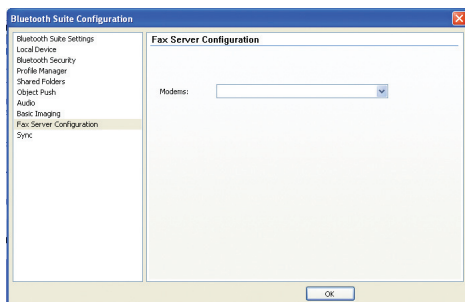 Bluetooth Suite Configuration
Bluetooth Suite Settings
Local Device
Bluetooth Security
Profile Manager
Shared Folders
Object Push
Audio
Basic Imaging
Fax Server Configuration
Sync
Fax Server Configuration
Modems:
OK